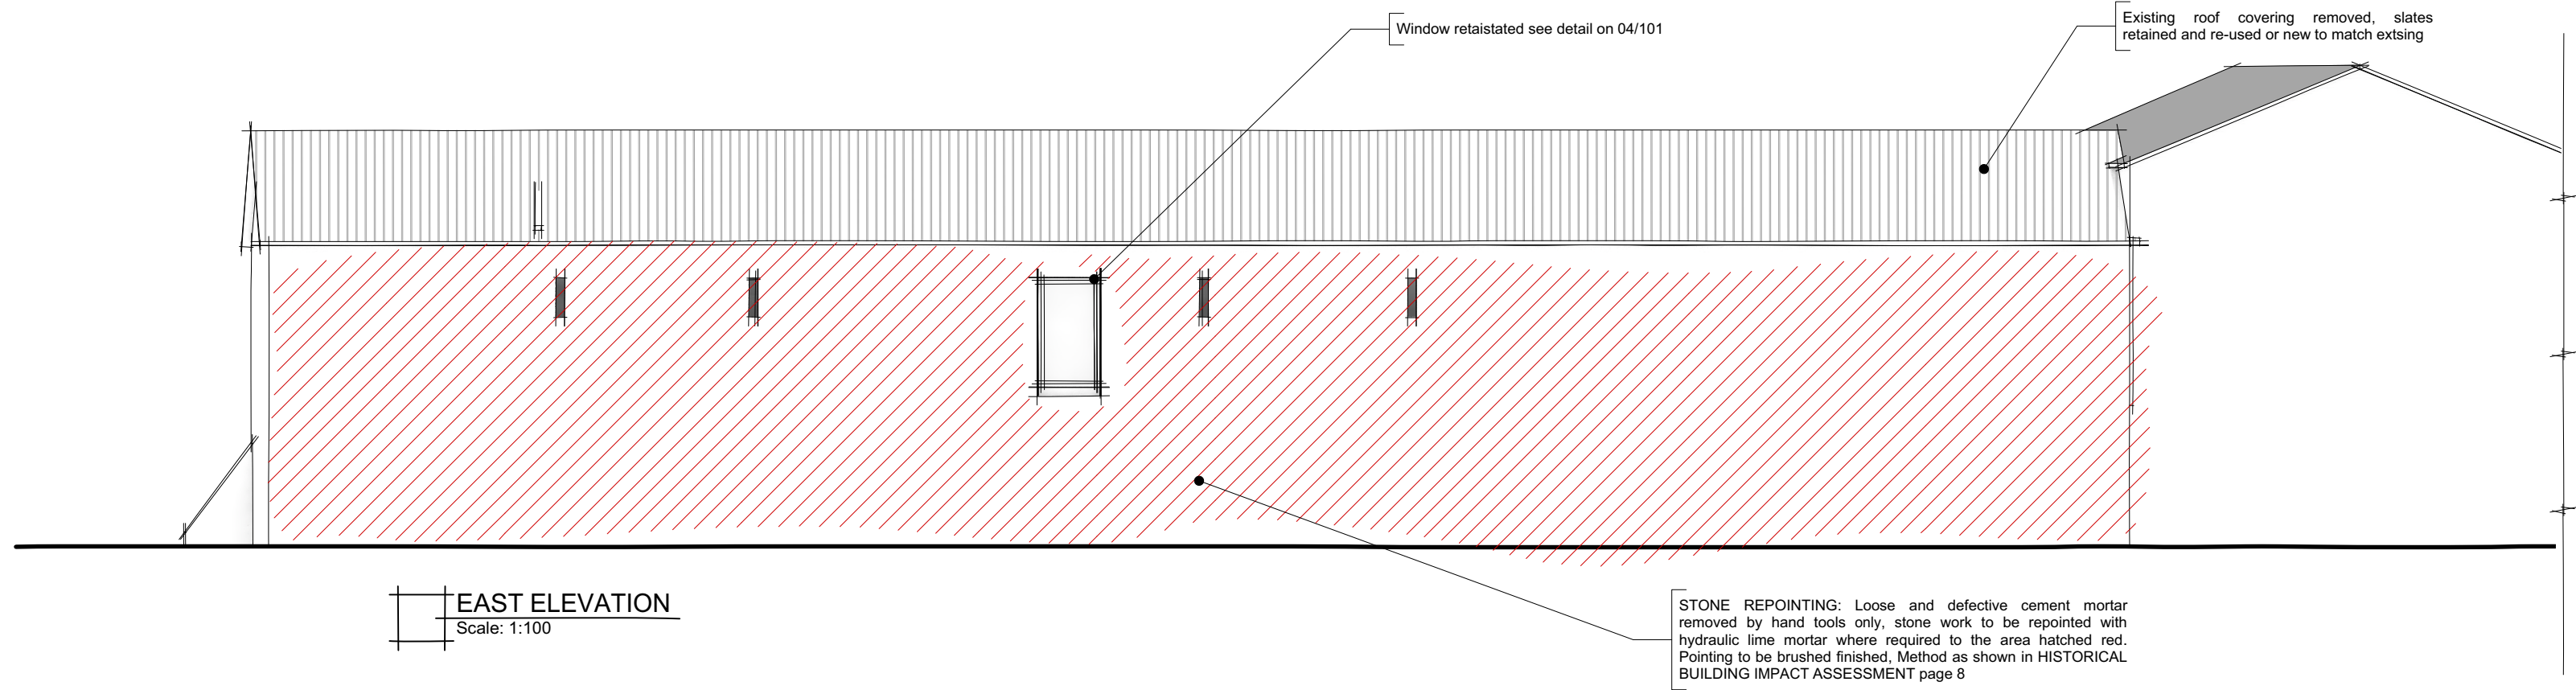 Window retaistated see detail on 04/101
Existing roof covering removed, slates
retained and re-used or new to match extsing
EAST ELEVATION
Scale: 1:100
STONE REPOINTING: Loose and defective cement mortar
removed by hand tools only, stone work to be repointed with
hydraulic lime mortar where required to the area hatched red.
Pointing to be brushed finished, Method as shown in HISTORICAL
BUILDING IMPACT ASSESSMENT page 8